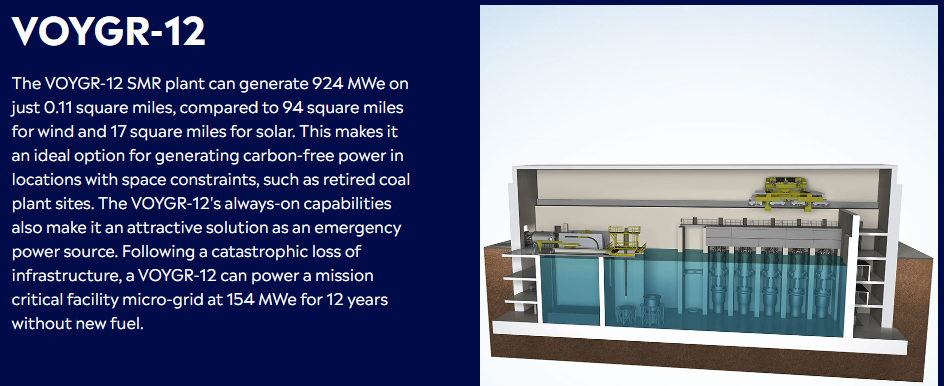 VOYGR-12
The VOYGR-12 SMR plant can generate 924 MWe on
just 0.11 square miles, compared to 94 square miles
for wind and 17 square miles for solar. This makes it
an ideal option for generating carbon-free power in
locations with space constraints, such as retired coal
plant sites. The VOYGR-12's always-on capabilities
also make it an attractive solution as an emergency
power source. Following a catastrophic loss of
infrastructure, a VOYGR-12 can power a mission
critical facility micro-grid at 154 MWe for 12 years
without new fuel.